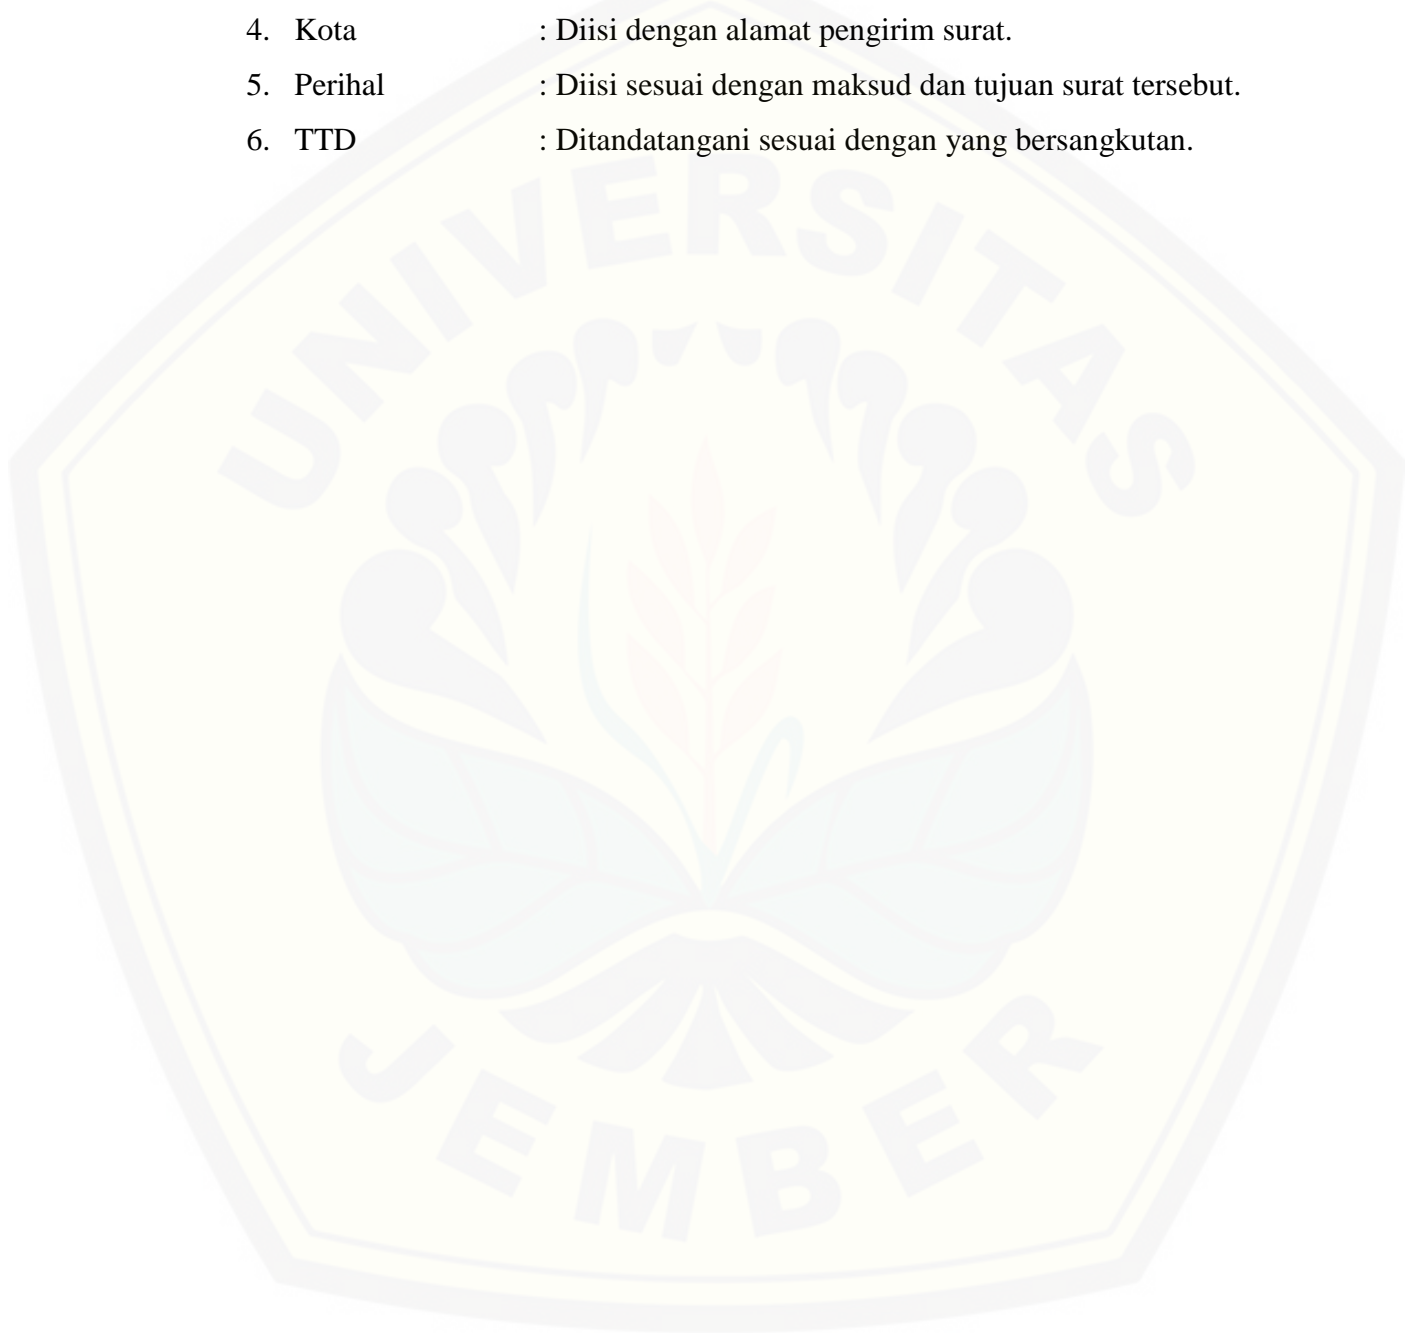 4. Kota : Diisi dengan alamat pengirim surat.
5. Perihal : Diisi sesuai dengan maksud dan tujuan surat tersebut.
6. TTD : Ditandatangani sesuai dengan yang bersangkutan.
UNIVERSITAS
JEMBER